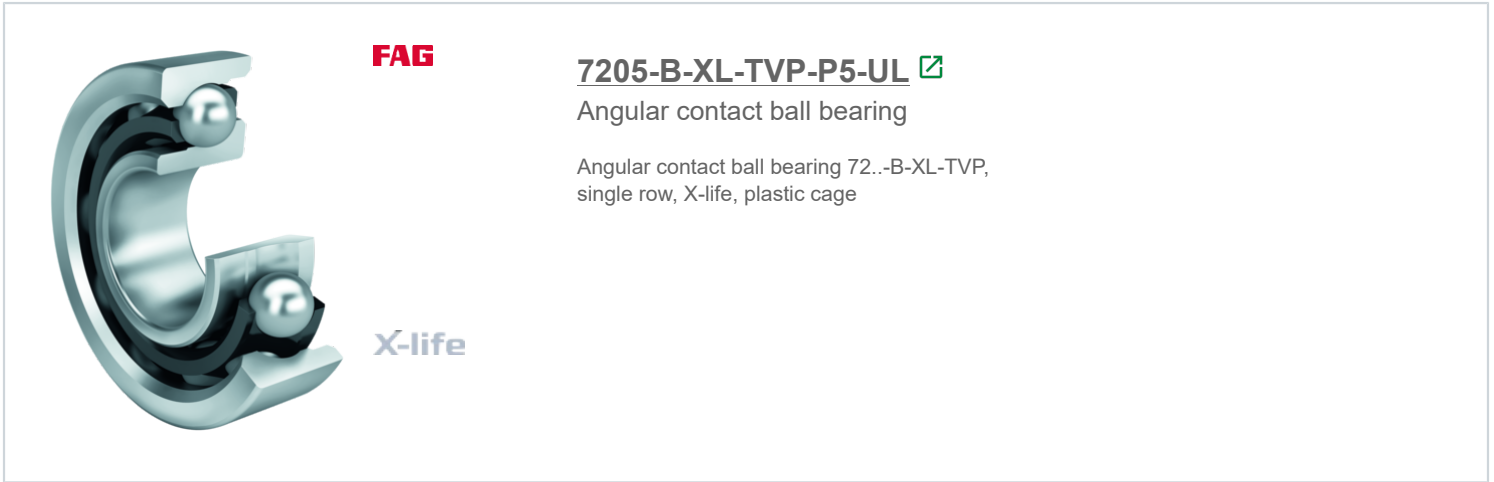 FAG
7205-B-XL-TVP-P5-UL
Angular contact ball bearing
Angular contact ball bearing 72..-B-XL-TVP,
single row, X-life, plastic cage
X-life